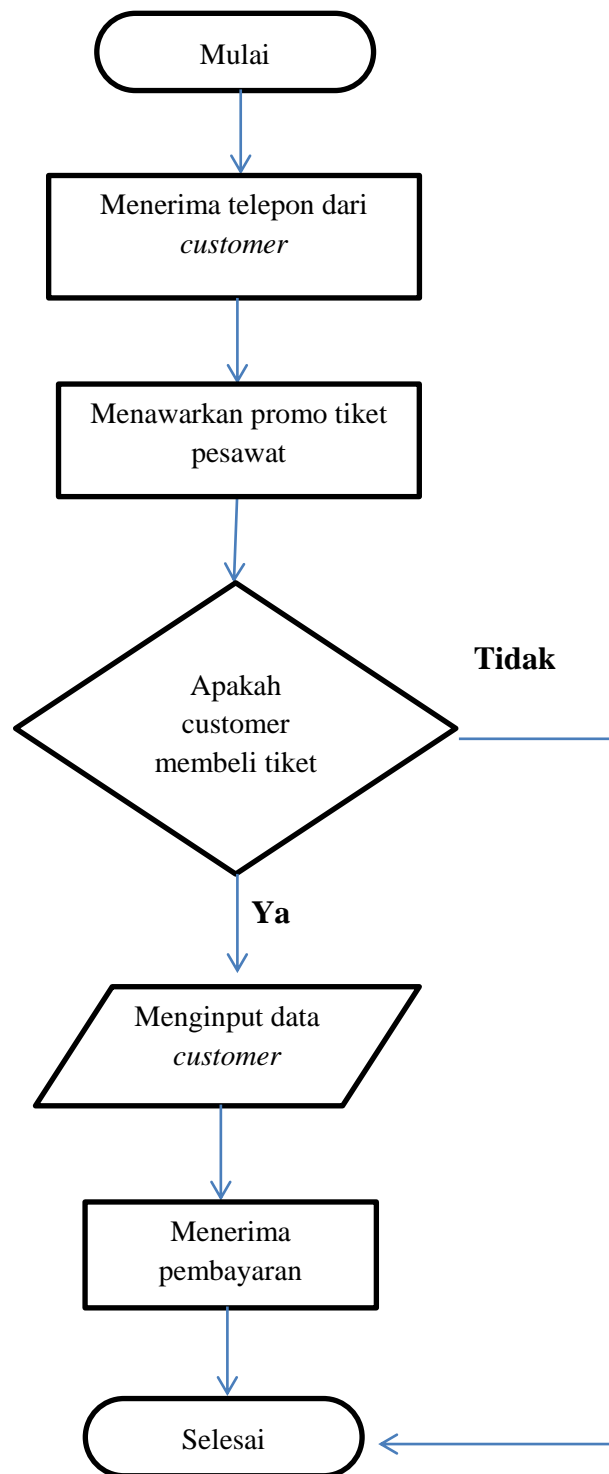 Mulai
Menerima telepon dari
customer
Menawarkan promo tiket
pesawat
Tidak
Apakah
customer
membeli tiket
Ya
Menginput data
customer
Menerima
pembayaran
Selesai